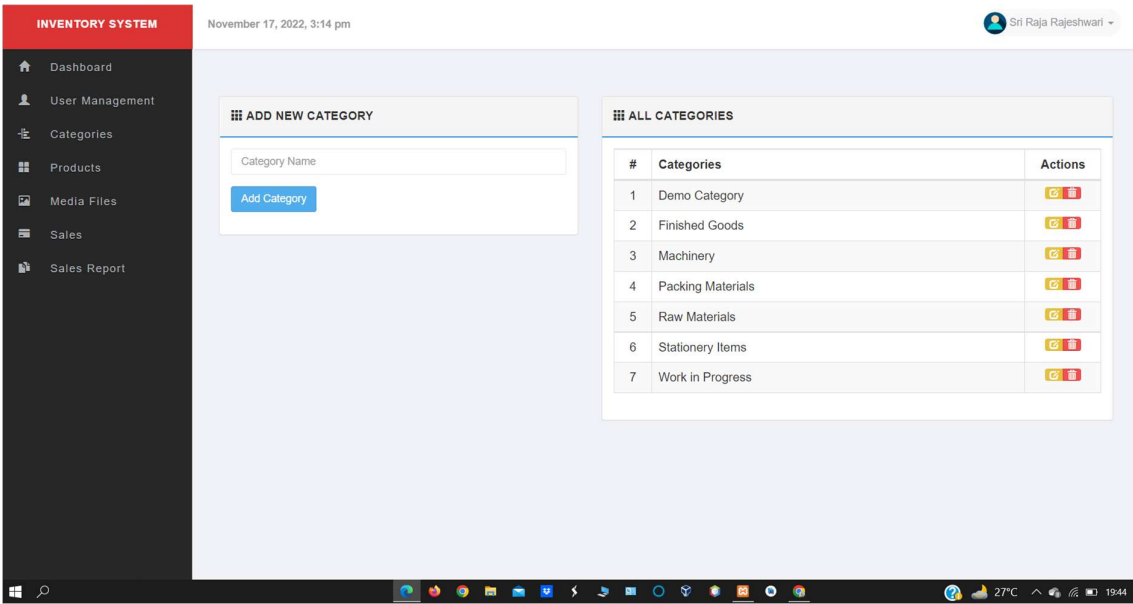 INVENTORY SYSTEM
November 17, 2022, 3:14 pm
Sri Raja Rajeshwari
Dashboard
User Management
Categories
Products
Media Files
Sales
Sales Report
ADD NEW CATEGORY
Category Name
Add Category
ALL CATEGORIES
# Categories Actions
1 Demo Category
2 Finished Goods
3 Machinery
4 Packing Materials
5 Raw Materials
6 Stationery Items
7 Work in Progress
27°C 19:44